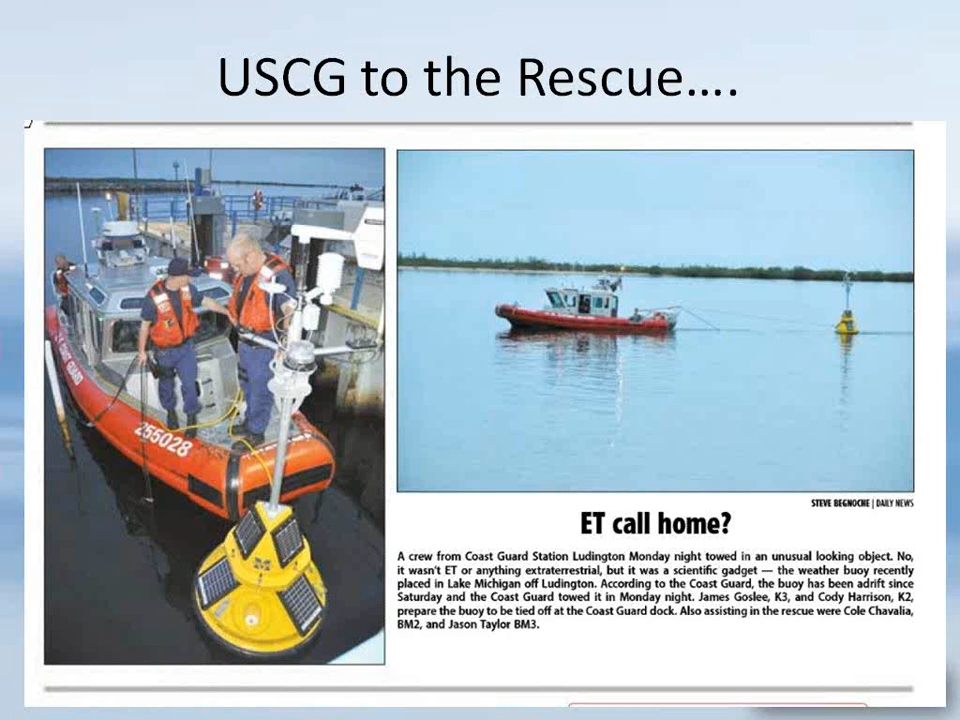 USCG to the Rescue….
U.S. COAST GUARD
255028
M
STEVE BEGNOCHE | DAILY NEWS
ET call home?
A crew from Coast Guard Station Ludington Monday night towed in an unusual looking object. No,
it wasn't ET or anything extraterrestrial, but it was a scientific gadget — the weather buoy recently
placed in Lake Michigan off Ludington. According to the Coast Guard, the buoy has been adrift since
Saturday and the Coast Guard towed it in Monday night. James Goslee, K3, and Cody Harrison, K2,
prepare the buoy to be tied off at the Coast Guard dock. Also assisting in the rescue were Cole Chavalia,
BM2, and Jason Taylor BM3.